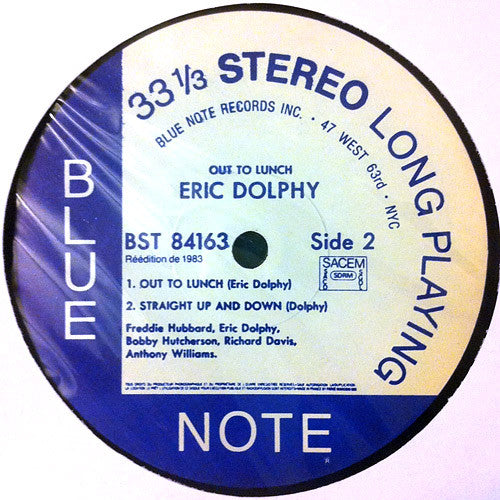 33 1/3 STEREO LONG PLAYING
BLUE NOTE RECORDS INC. • 47 WEST 63rd • NYC
OUT TO LUNCH
ERIC DOLPHY
BST 84163 Side 2
Réédition de 1983
SACEM
SDRM
1. OUT TO LUNCH (Eric Dolphy)
2. STRAIGHT UP AND DOWN (Dolphy)
Freddie Hubbard, Eric Dolphy,
Bobby Hutcherson, Richard Davis,
Anthony Williams.
BLUE
NOTE